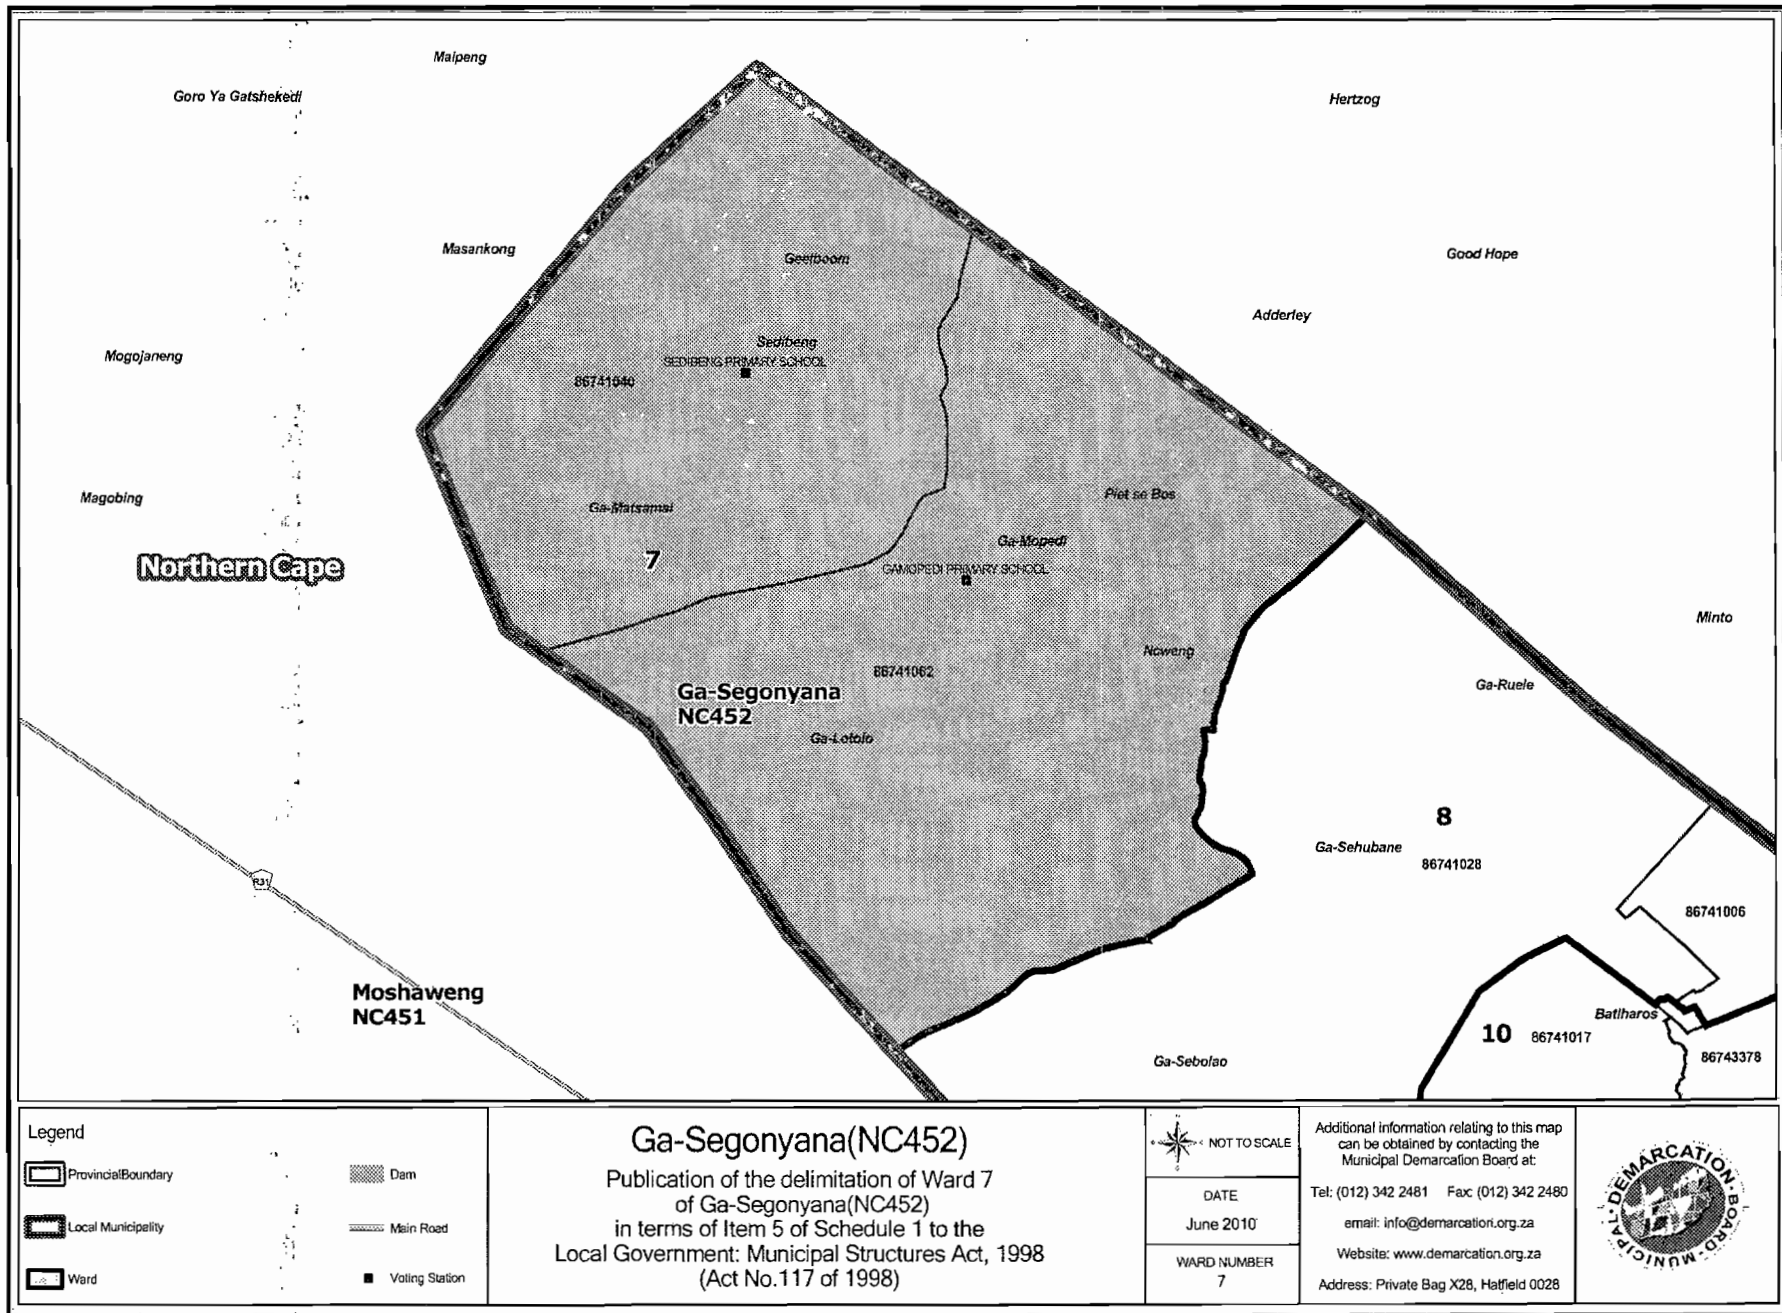 Maipeng
Goro Ya Gatshekedi
Hertzog
Masankong
Geelboom
Good Hope
Adderley
Sedibeng
SEDIBENG PRIMARY SCHOOL
Mogojaneng
86741040
Magobing
Ga-Matsamai
Piet se Bos
Ga-Mopedi
7
Northern Cape
GAMOPEDI PRIMARY SCHOOL
Minto
Ncweng
86741062
Ga-Segonyana
NC452
Ga-Ruele
Ga-Lotolo
8
Ga-Sehubane
86741028
R31
86741006
Moshaweng
NC451
Batlharos
10
86741017
86743378
Ga-Sebolao
Legend
ProvincialBoundary
Local Municipality
Ward
Dam
Main Road
Voting Station
Ga-Segonyana(NC452)
Publication of the delimitation of Ward 7
of Ga-Segonyana(NC452)
in terms of Item 5 of Schedule 1 to the
Local Government: Municipal Structures Act, 1998
(Act No.117 of 1998)
NOT TO SCALE
DATE
June 2010
WARD NUMBER
7
Additional information relating to this map
can be obtained by contacting the
Municipal Demarcation Board at:
Tel: (012) 342 2481 Fax: (012) 342 2480
email: info@demarcation.org.za
Website: www.demarcation.org.za
Address: Private Bag X28, Hatfield 0028
MUNICIPAL DEMARCATION BOARD